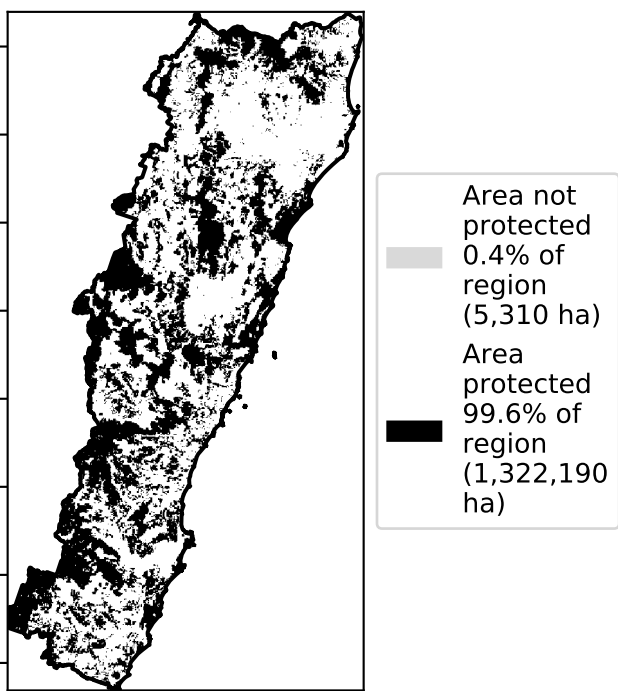 Area not
protected
0.4% of
region
(5,310 ha)
Area
protected
99.6% of
region
(1,322,190
ha)